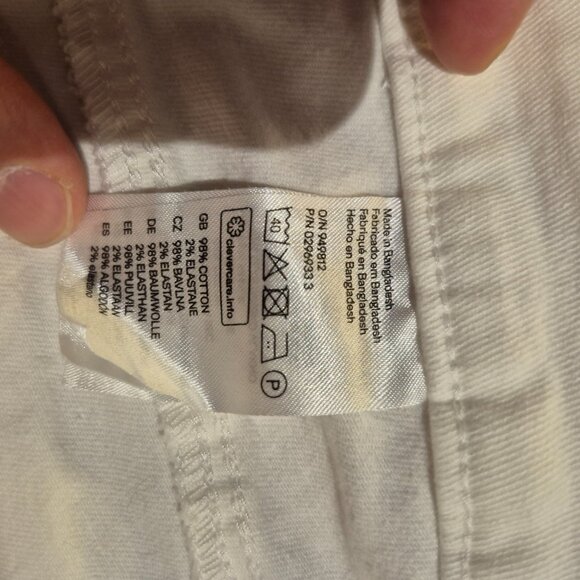 Made in Bangladesh
Fabricado em Bangladesh
Fabriqué en Bangladesh
Hecho en Bangladesh
O/N 949812
P/N 0296933 3
40
P
clevercare.info
GB 98% COTTON
2% ELASTANE
CZ 98% BAVLNA
2% ELASTAN
DE 98% BAUMWOLLE
2% ELASTHAN
EE 98% PUUVILL
2% ELASTAAN
ES 98% ALGODÓN
2% elastano